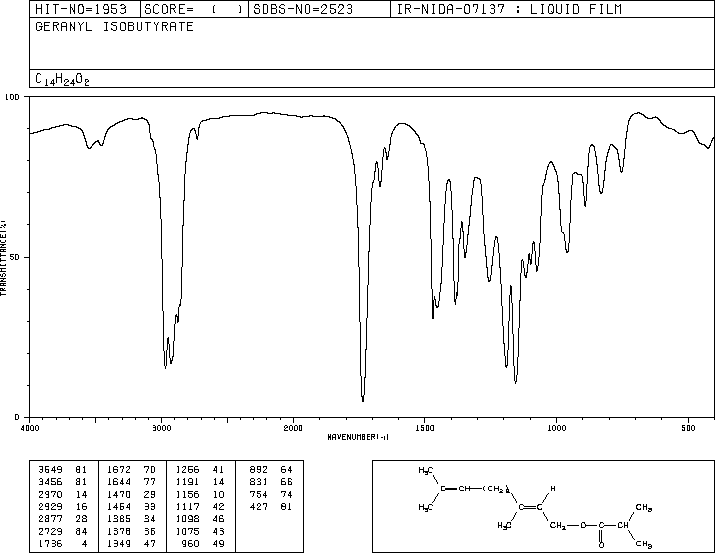 HIT-NO=1953 SCORE= ( ) SDBS-NO=2523 IR-NIDA-07137 : LIQUID FILM
GERANYL ISOBUTYRATE
C14H24O2
100
TRANSMITTANCE(%)
50
0
4000 3000 2000 1500 1000 500
WAVENUMBER(-1)
3549 81 1672 70 1256 41 892 64
3456 81 1644 77 1191 14 831 66
2970 14 1470 29 1156 10 754 74
2929 16 1454 33 1117 42 427 81
2877 28 1385 34 1098 46
2729 84 1378 36 1075 43
1736 4 1349 47 960 49
H3C
C—CH—(CH2)2 H
H3C C=C CH3
H3C CH2—O—C—CH
O CH3